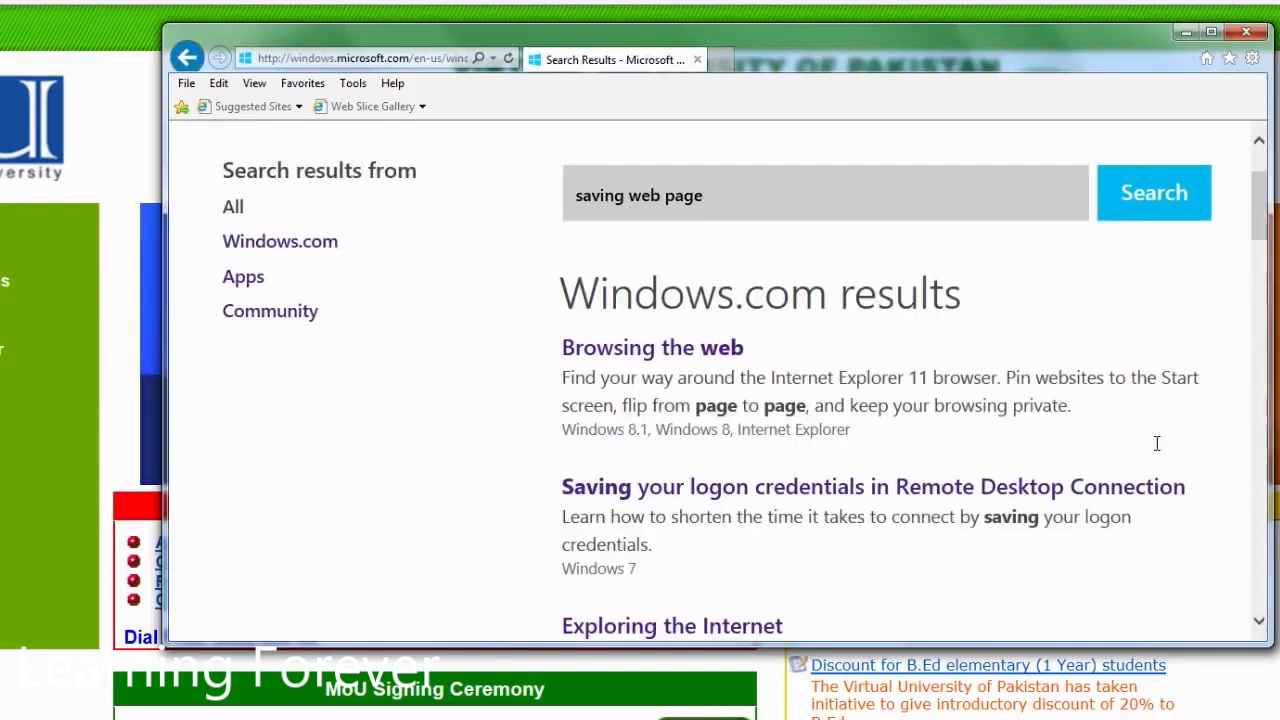 http://windows.microsoft.com/en-us/winc
Search Results - Microsoft ...
OF PAKISTAN
File Edit View Favorites Tools Help
Suggested Sites Web Slice Gallery
ersity
Search results from
All
Windows.com
Apps
Community
saving web page
Search
Windows.com results
Browsing the web
Find your way around the Internet Explorer 11 browser. Pin websites to the Start
screen, flip from page to page, and keep your browsing private.
Windows 8.1, Windows 8, Internet Explorer
Saving your logon credentials in Remote Desktop Connection
Learn how to shorten the time it takes to connect by saving your logon
credentials.
Windows 7
Exploring the Internet
s
r
Dial
Learning Forever
MoU Signing Ceremony
Discount for B.Ed elementary (1 Year) students
The Virtual University of Pakistan has taken
initiative to give introductory discount of 20% to